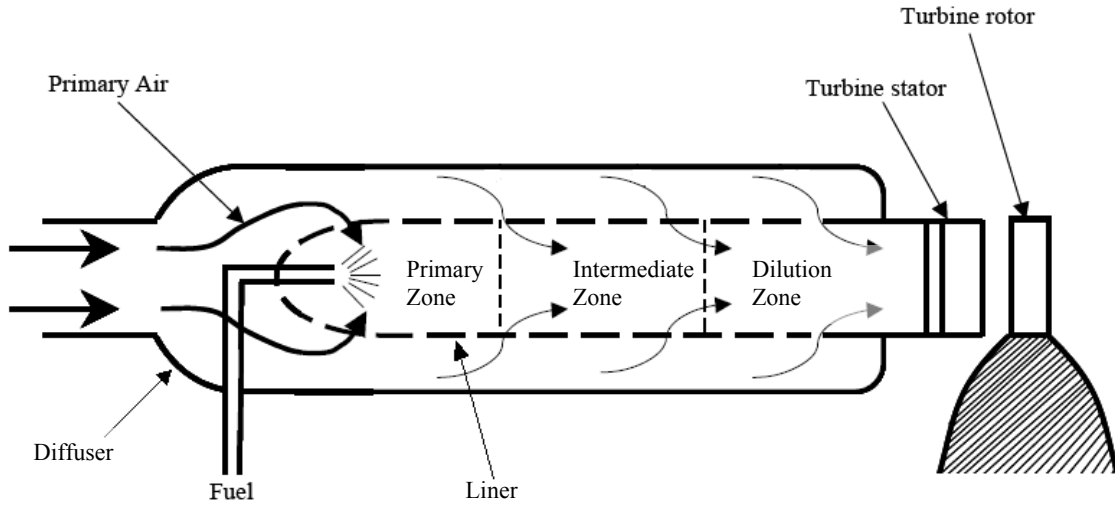 Turbine rotor
Primary Air
Turbine stator
Primary
Zone
Intermediate
Zone
Dilution
Zone
Diffuser
Fuel
Liner